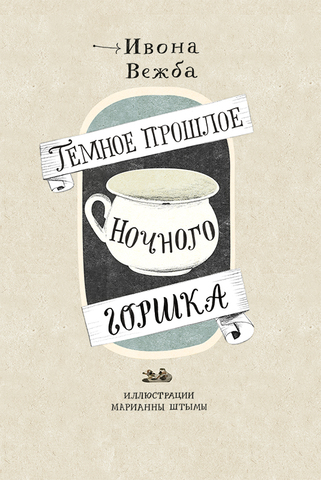 Ивона
Вежба
ТЕМНОЕ ПРОШЛОЕ
НОЧНОГО
ГОРШКА
ИЛЛЮСТРАЦИИ
МАРИАННЫ ШТЫМЫ